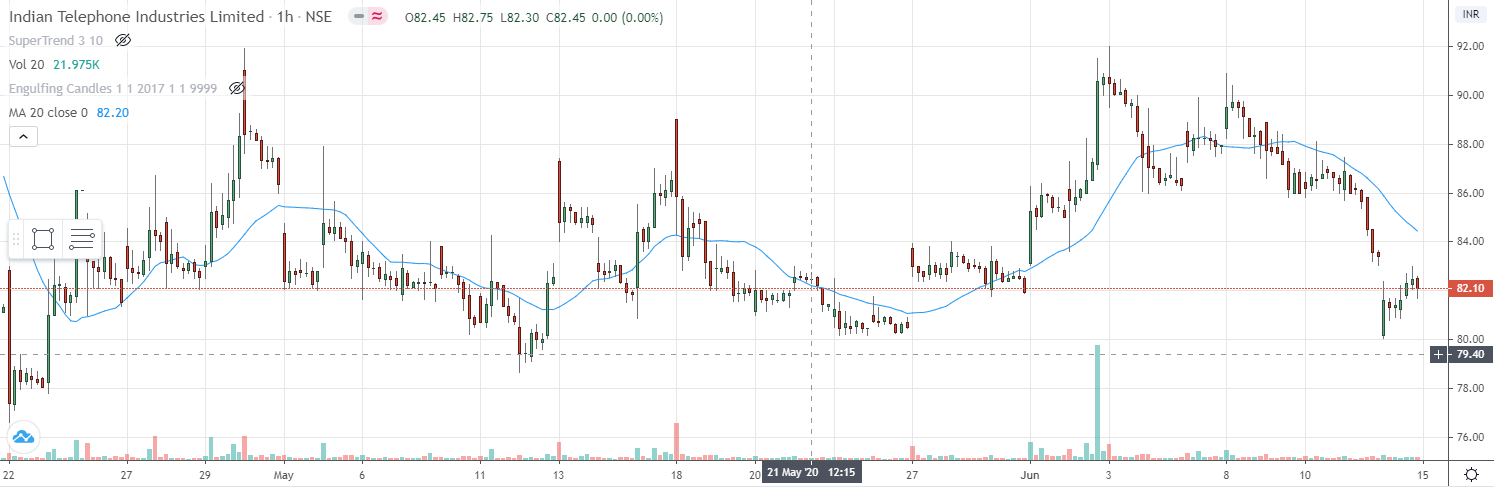 Indian Telephone Industries Limited · 1h · NSE O82.45 H82.75 L82.30 C82.45 0.00 (0.00%)
INR
SuperTrend 3 10
Vol 20 21.975K
Engulfing Candles 1 1 2017 1 1 9999
MA 20 close 0 82.20
92.00
90.00
88.00
86.00
84.00
82.10
80.00
79.40
78.00
76.00
22 27 29 May 6 11 13 18 20 21 May '20 12:15 27 Jun 3 8 10 15